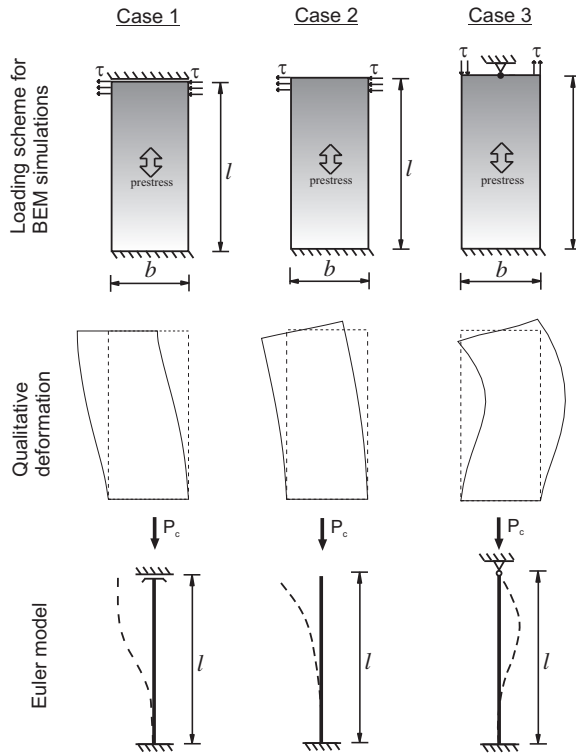 Case 1
Case 2
Case 3
Loading scheme for
BEM simulations
τ
τ
τ
τ
τ
τ
prestress
prestress
prestress
l
l
b
b
b
Qualitative
deformation
P c
P c
P c
Euler model
l
l
l